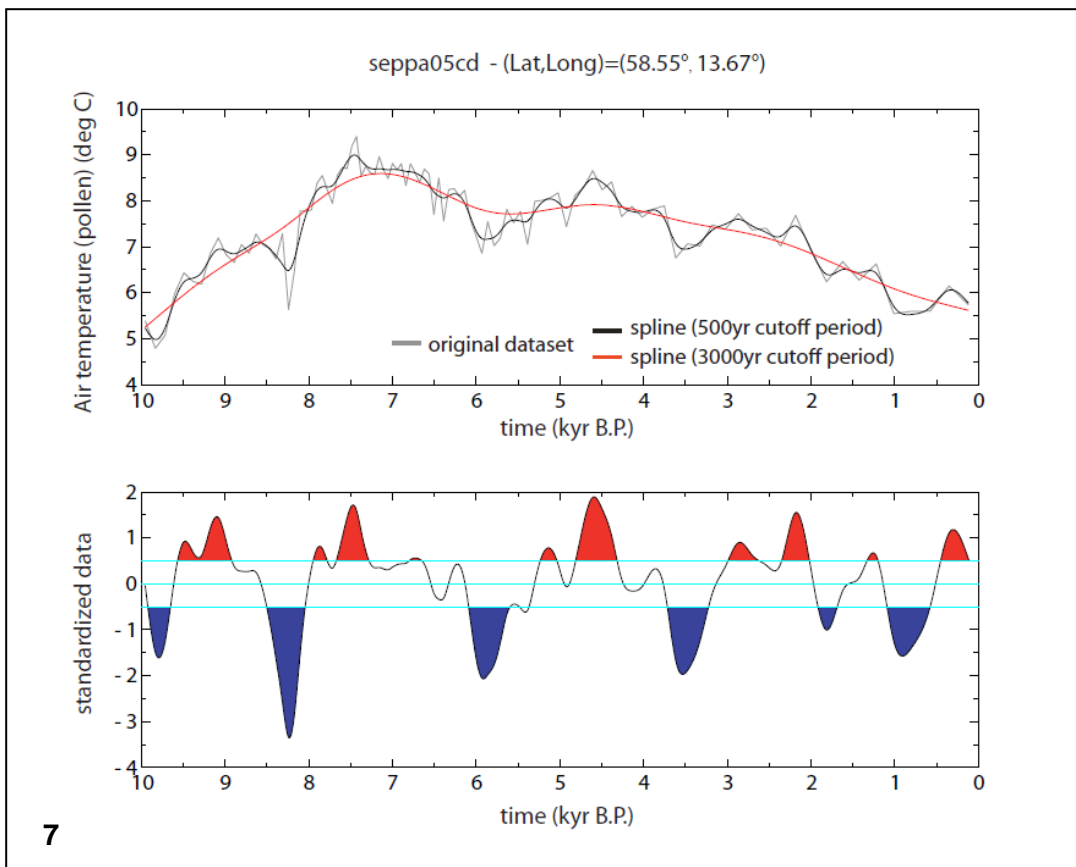 seppa05cd - (Lat,Long)=(58.55°, 13.67°)
Air temperature (pollen) (deg C)
10
9
8
7
6
5
4
original dataset
spline (500yr cutoff period)
spline (3000yr cutoff period)
10 9 8 7 6 5 4 3 2 1 0
time (kyr B.P.)
standardized data
2
1
0
- 1
- 2
- 3
- 4
10 9 8 7 6 5 4 3 2 1 0
time (kyr B.P.)
7